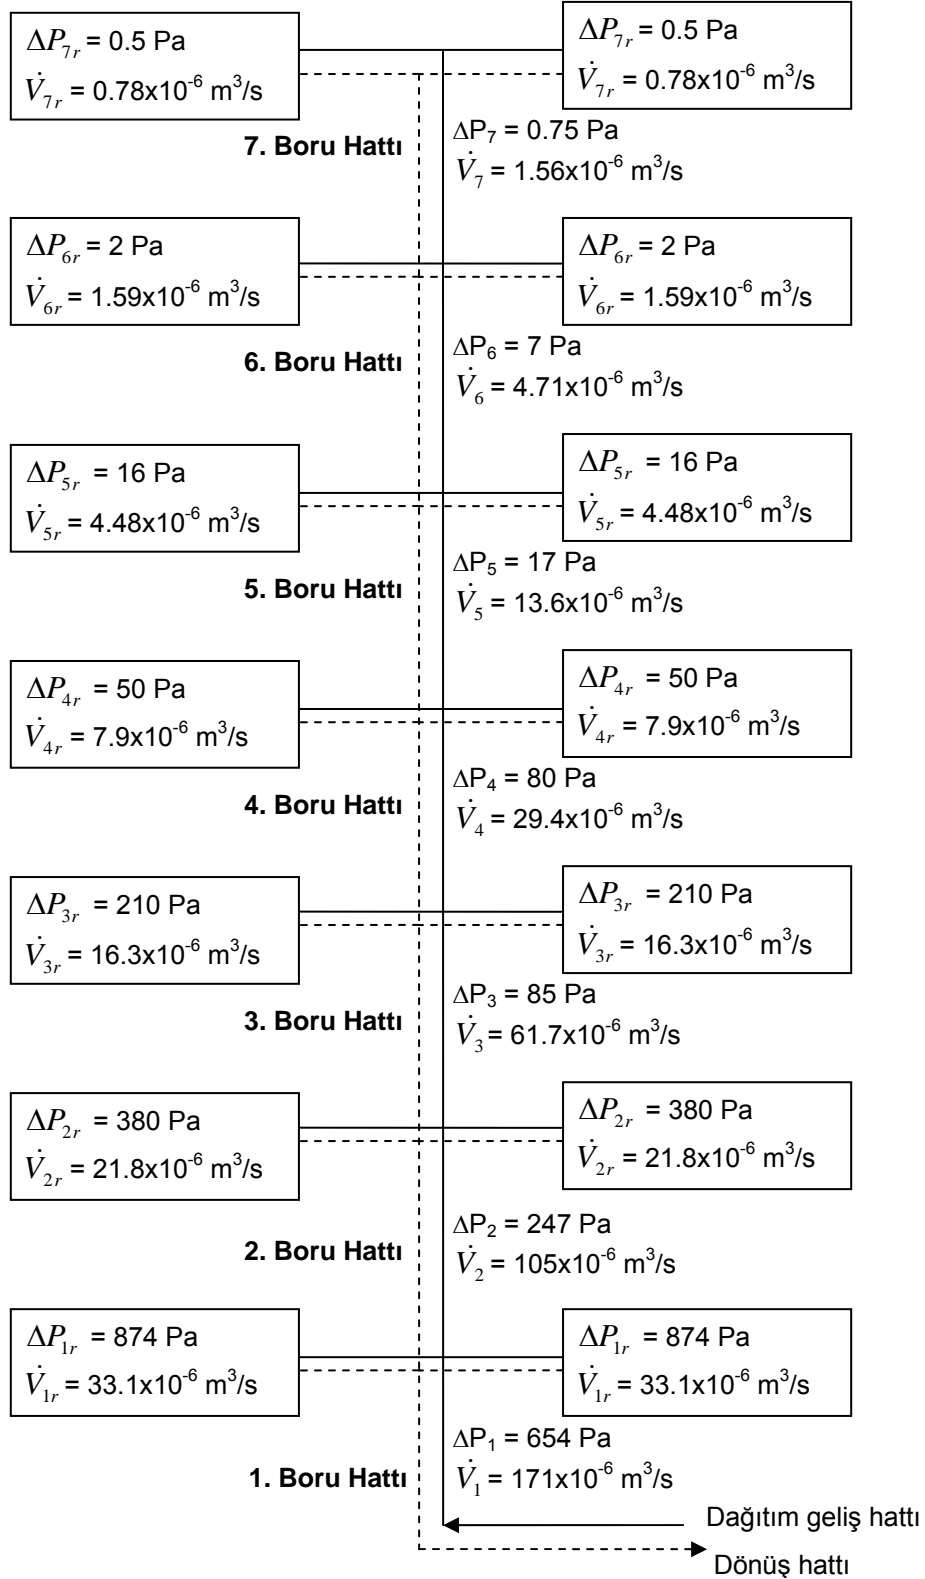 ΔP₇ᵣ = 0.5 Pa
V̇₇ᵣ = 0.78x10⁻⁶ m³/s
ΔP₇ᵣ = 0.5 Pa
V̇₇ᵣ = 0.78x10⁻⁶ m³/s
7. Boru Hattı
ΔP₇ = 0.75 Pa
V̇₇ = 1.56x10⁻⁶ m³/s
ΔP₆ᵣ = 2 Pa
V̇₆ᵣ = 1.59x10⁻⁶ m³/s
ΔP₆ᵣ = 2 Pa
V̇₆ᵣ = 1.59x10⁻⁶ m³/s
6. Boru Hattı
ΔP₆ = 7 Pa
V̇₆ = 4.71x10⁻⁶ m³/s
ΔP₅ᵣ = 16 Pa
V̇₅ᵣ = 4.48x10⁻⁶ m³/s
ΔP₅ᵣ = 16 Pa
V̇₅ᵣ = 4.48x10⁻⁶ m³/s
5. Boru Hattı
ΔP₅ = 17 Pa
V̇₅ = 13.6x10⁻⁶ m³/s
ΔP₄ᵣ = 50 Pa
V̇₄ᵣ = 7.9x10⁻⁶ m³/s
ΔP₄ᵣ = 50 Pa
V̇₄ᵣ = 7.9x10⁻⁶ m³/s
4. Boru Hattı
ΔP₄ = 80 Pa
V̇₄ = 29.4x10⁻⁶ m³/s
ΔP₃ᵣ = 210 Pa
V̇₃ᵣ = 16.3x10⁻⁶ m³/s
ΔP₃ᵣ = 210 Pa
V̇₃ᵣ = 16.3x10⁻⁶ m³/s
3. Boru Hattı
ΔP₃ = 85 Pa
V̇₃ = 61.7x10⁻⁶ m³/s
ΔP₂ᵣ = 380 Pa
V̇₂ᵣ = 21.8x10⁻⁶ m³/s
ΔP₂ᵣ = 380 Pa
V̇₂ᵣ = 21.8x10⁻⁶ m³/s
2. Boru Hattı
ΔP₂ = 247 Pa
V̇₂ = 105x10⁻⁶ m³/s
ΔP₁ᵣ = 874 Pa
V̇₁ᵣ = 33.1x10⁻⁶ m³/s
ΔP₁ᵣ = 874 Pa
V̇₁ᵣ = 33.1x10⁻⁶ m³/s
1. Boru Hattı
ΔP₁ = 654 Pa
V̇₁ = 171x10⁻⁶ m³/s
Dağıtım geliş hattı
Dönüş hattı